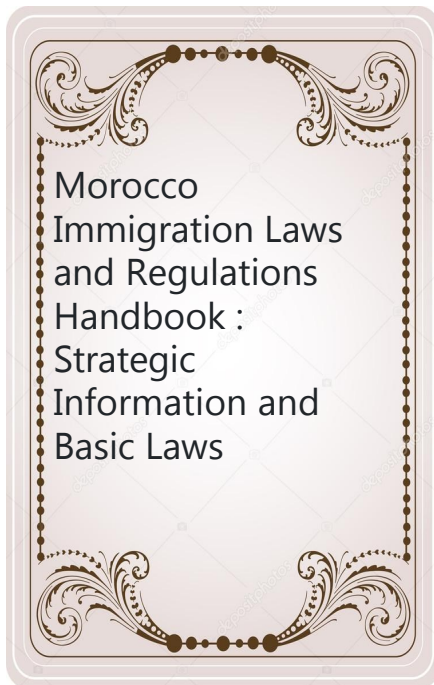 Morocco
Immigration Laws
and Regulations
Handbook :
Strategic
Information and
Basic Laws